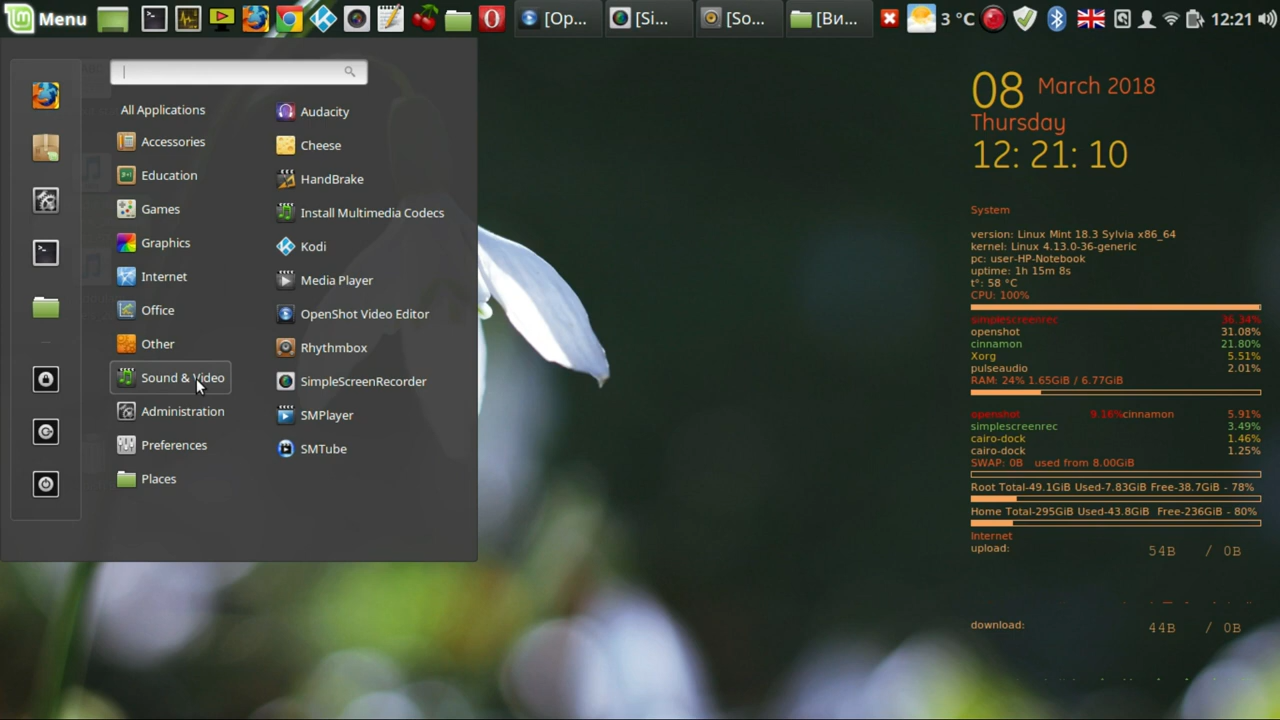 Menu
[Op...
[Si...
[So...
[Ви...
3 °C
12:21
All Applications
Accessories
Education
Games
Graphics
Internet
Office
Other
Sound & Video
Administration
Preferences
Places
Audacity
Cheese
HandBrake
Install Multimedia Codecs
Kodi
Media Player
OpenShot Video Editor
Rhythmbox
SimpleScreenRecorder
SMPlayer
SMTube
08 March 2018
Thursday
12: 21: 10
System
version: Linux Mint 18.3 Sylvia x86_64
kernel: Linux 4.13.0-36-generic
pc: user-HP-Notebook
uptime: 1h 15m 8s
t°: 58 °C
CPU: 100%
simplescreenrec 36.34%
openshot 31.08%
cinnamon 21.80%
Xorg 5.51%
pulseaudio 2.01%
RAM: 24% 1.65GiB / 6.77GiB
openshot 9.16%cinnamon 5.91%
simplescreenrec 3.49%
cairo-dock 1.46%
cairo-dock 1.25%
SWAP: 0B used from 8.00GiB
Root Total-49.1GiB Used-7.83GiB Free-38.7GiB - 78%
Home Total-295GiB Used-43.8GiB Free-236GiB - 80%
Internet
upload: 54B / 0B
download: 44B / 0B